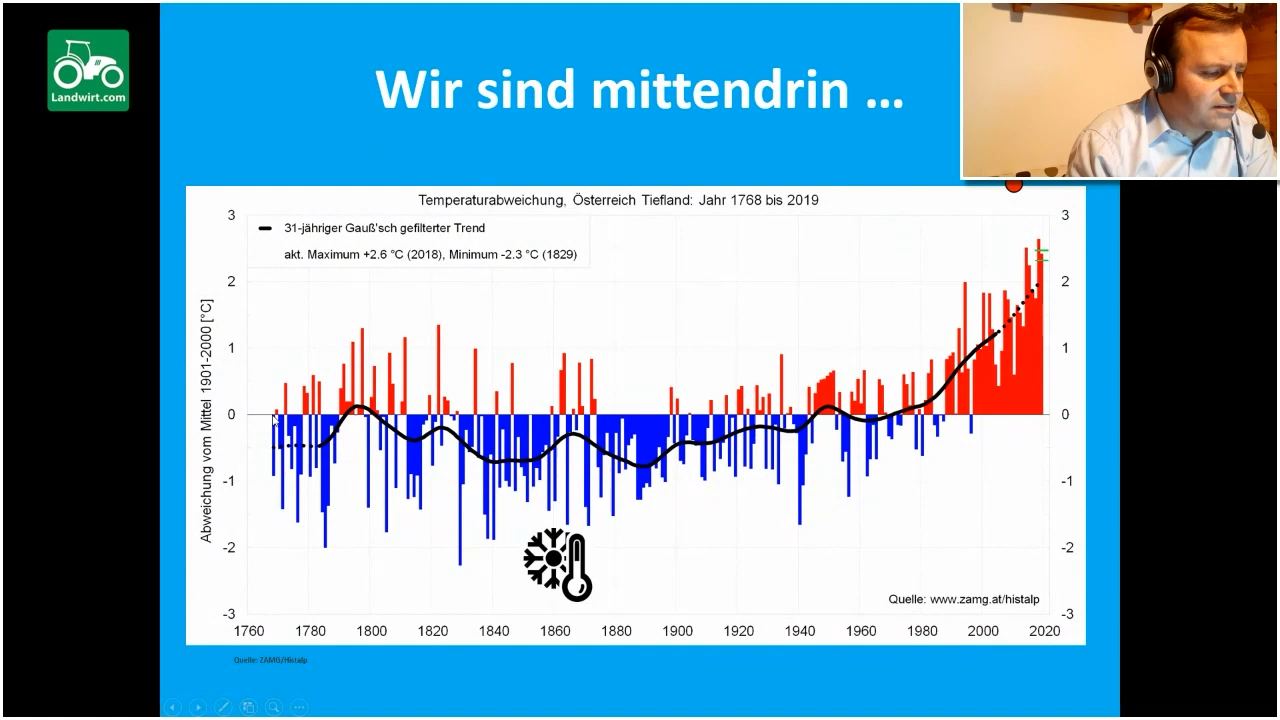 Landwirt.com
Wir sind mittendrin ...
Temperaturabweichung, Österreich Tiefland: Jahr 1768 bis 2019
31-jähriger Gauß'sch gefilterter Trend
akt. Maximum +2.6 °C (2018), Minimum -2.3 °C (1829)
Abweichung vom Mittel 1901-2000 [°C]
3
2
1
0
-1
-2
-3
3
2
1
0
-1
-2
-3
Quelle: www.zamg.at/histalp
1760 1780 1800 1820 1840 1860 1880 1900 1920 1940 1960 1980 2000 2020
Quelle: ZAMG/Histalp